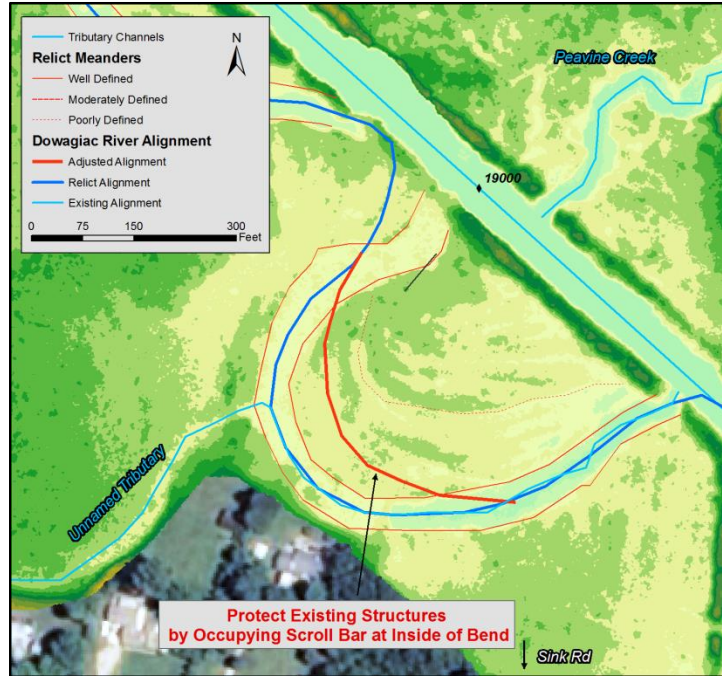 Tributary Channels
Relict Meanders
Well Defined
Moderately Defined
Poorly Defined
Dowagiac River Alignment
Adjusted Alignment
Relict Alignment
Existing Alignment
0 75 150 300
Feet
N
Peavine Creek
19000
Unnamed Tributary
Protect Existing Structures
by Occupying Scroll Bar at Inside of Bend
Sink Rd